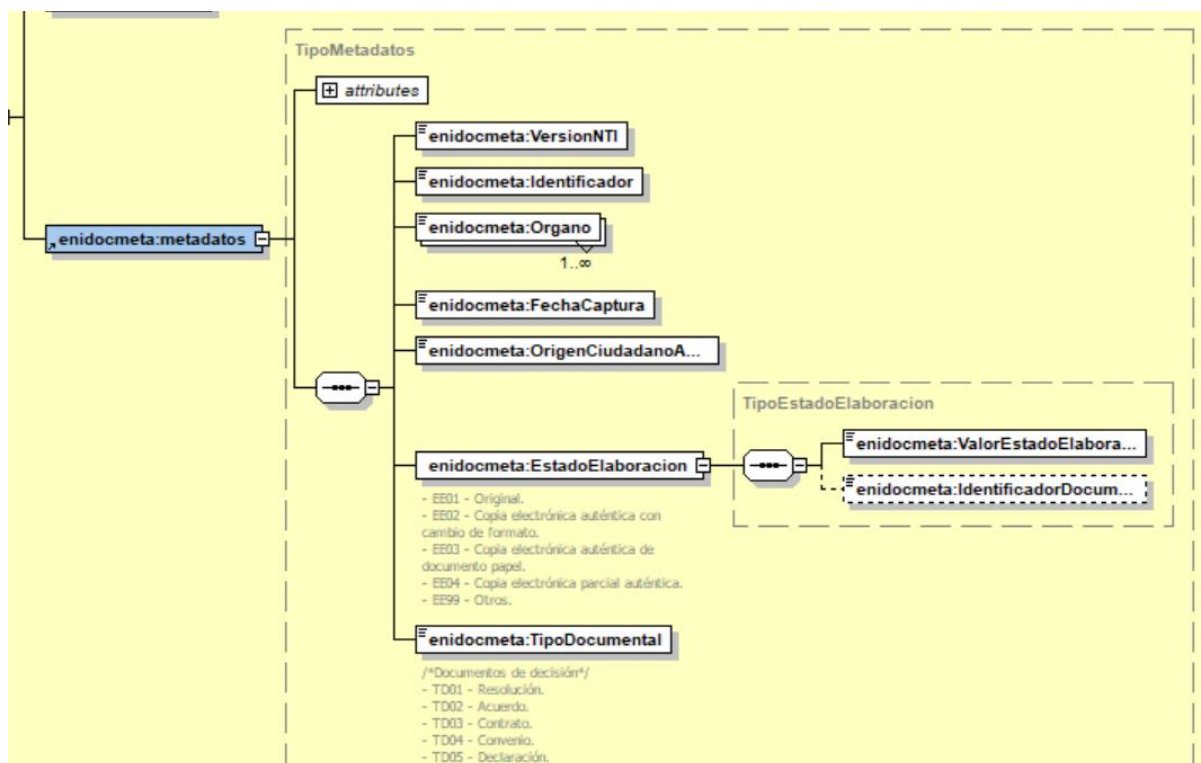 TipoMetadatos
attributes
enidocmeta:VersionNTI
enidocmeta:Identificador
enidocmeta:Organo
1..∞
enidocmeta:FechaCaptura
enidocmeta:OrigenCiudadanoA...
enidocmeta:metadatos
TipoEstadoElaboracion
enidocmeta:ValorEstadoElabora...
enidocmeta:IdentificadorDocum...
enidocmeta:EstadoElaboracion
- EE01 - Original.
- EE02 - Copia electrónica auténtica con
cambio de formato.
- EE03 - Copia electrónica auténtica de
documento papel.
- EE04 - Copia electrónica parcial auténtica.
- EE99 - Otros.
enidocmeta:TipoDocumental
/*Documentos de decisión*/
- TD01 - Resolución.
- TD02 - Acuerdo.
- TD03 - Contrato.
- TD04 - Convenio.
- TD05 - Declaración.